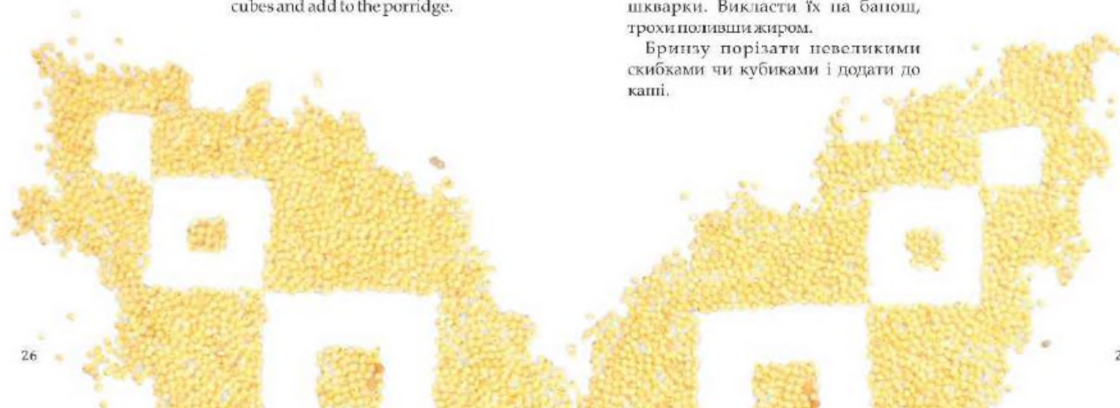 cubes and add to the porridge.
шкварки. Викласти їх на банош,
трохи поливши жиром.
Бринзу порізати невеликими
скибками чи кубиками і додати до
каші.
26